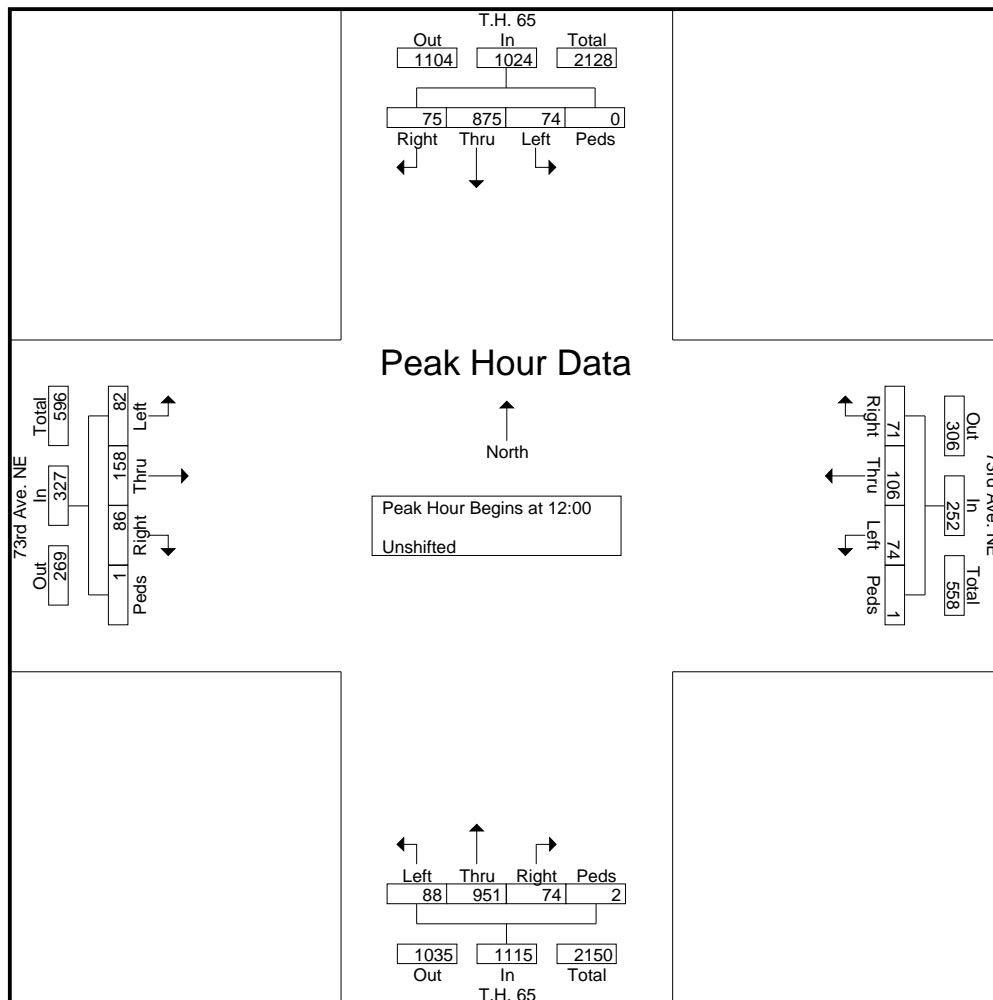 T.H. 65
Out In Total
1104 1024 2128
75 875 74 0
Right Thru Left Peds
Peak Hour Data
North
Peak Hour Begins at 12:00
Unshifted
73rd Ave. NE
Out In Total
269 327 596
82 158 86 1
Left Thru Right Peds
73rd Ave. NE
Out In Total
306 252 558
71 106 74 1
Right Thru Left Peds
Left Thru Right Peds
88 951 74 2
1035 1115 2150
Out In Total
T.H. 65